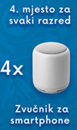 4. mjesto za
svaki razred
4x
Zvučnik za
smartphone